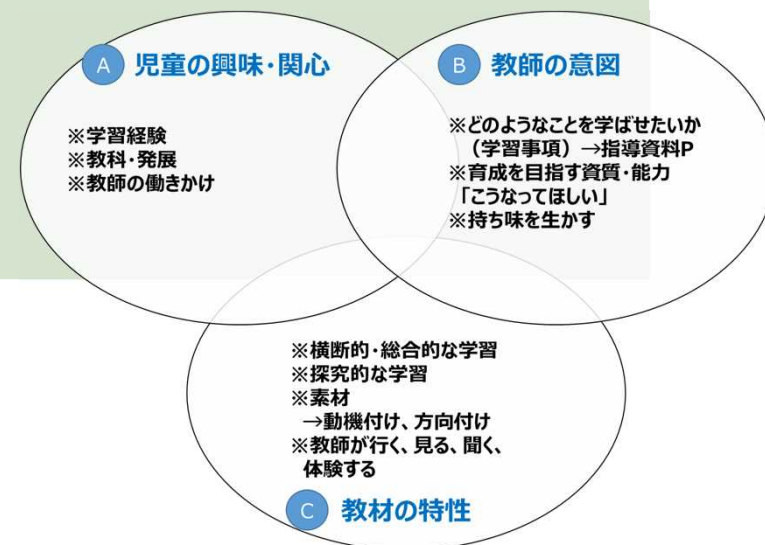 A 児童の興味・関心
※学習経験
※教科・発展
※教師の働きかけ
B 教師の意図
※どのようなことを学ばせたいか
（学習事項）→指導資料P
※育成を目指す資質・能力
「こうなってほしい」
※持ち味を生かす
※横断的・総合的な学習
※探究的な学習
※素材
→動機付け、方向付け
※教師が行く、見る、聞く、
体験する
C 教材の特性